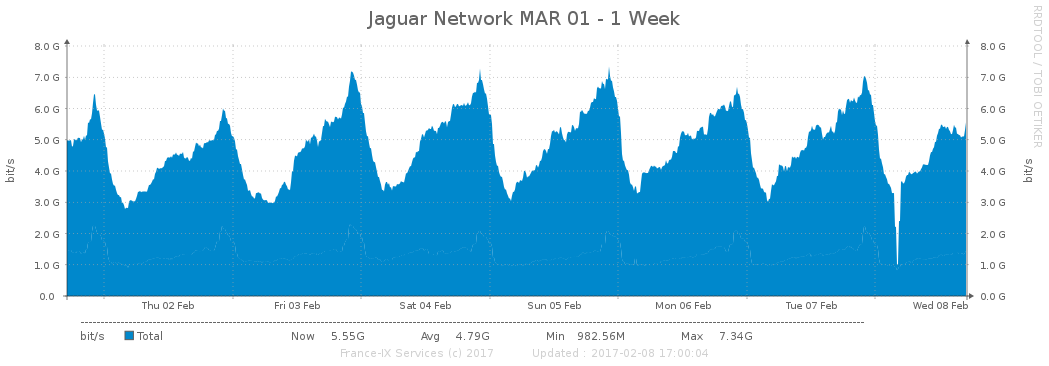 Jaguar Network MAR 01 - 1 Week
RRDTOOL / TOBI OETIKER
bit/s
8.0 G 8.0 G
7.0 G 7.0 G
6.0 G 6.0 G
5.0 G 5.0 G
4.0 G 4.0 G
3.0 G 3.0 G
2.0 G 2.0 G
1.0 G 1.0 G
0.0 0.0 G
bit/s
Thu 02 Feb Fri 03 Feb Sat 04 Feb Sun 05 Feb Mon 06 Feb Tue 07 Feb Wed 08 Feb
bit/s Total Now 5.55G Avg 4.79G Min 982.56M Max 7.34G
France-IX Services (c) 2017 Updated : 2017-02-08 17:00:04